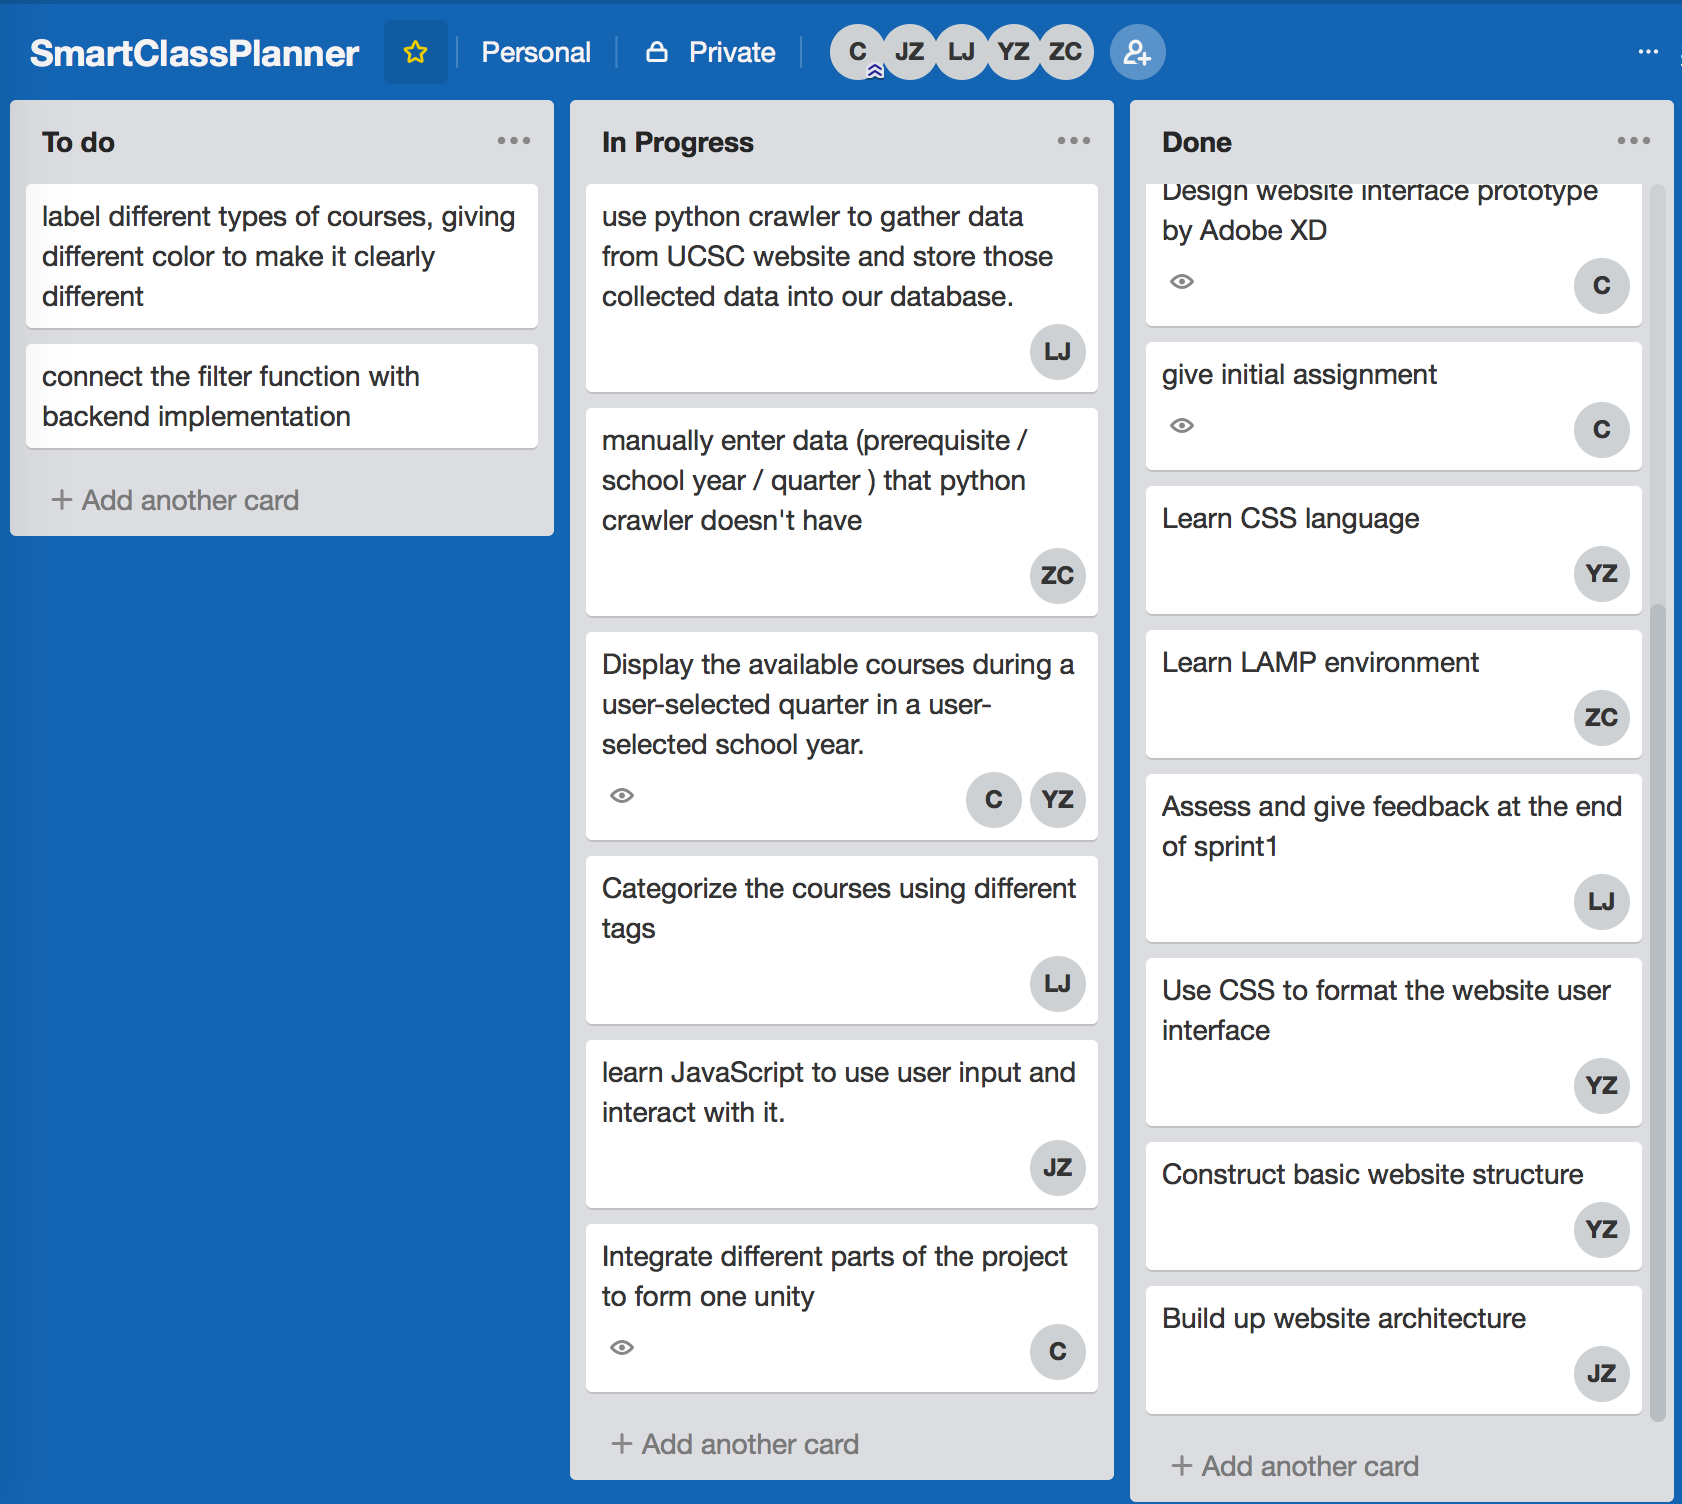 SmartClassPlanner
Personal
Private
C
JZ
LJ
YZ
ZC
To do
label different types of courses, giving
different color to make it clearly
different
connect the filter function with
backend implementation
+ Add another card
In Progress
use python crawler to gather data
from UCSC website and store those
collected data into our database.
LJ
manually enter data (prerequisite /
school year / quarter ) that python
crawler doesn't have
ZC
Display the available courses during a
user-selected quarter in a user-
selected school year.
C
YZ
Categorize the courses using different
tags
LJ
learn JavaScript to use user input and
interact with it.
JZ
Integrate different parts of the project
to form one unity
C
+ Add another card
Done
Design website interface prototype
by Adobe XD
C
give initial assignment
C
Learn CSS language
YZ
Learn LAMP environment
ZC
Assess and give feedback at the end
of sprint1
LJ
Use CSS to format the website user
interface
YZ
Construct basic website structure
YZ
Build up website architecture
JZ
+ Add another card